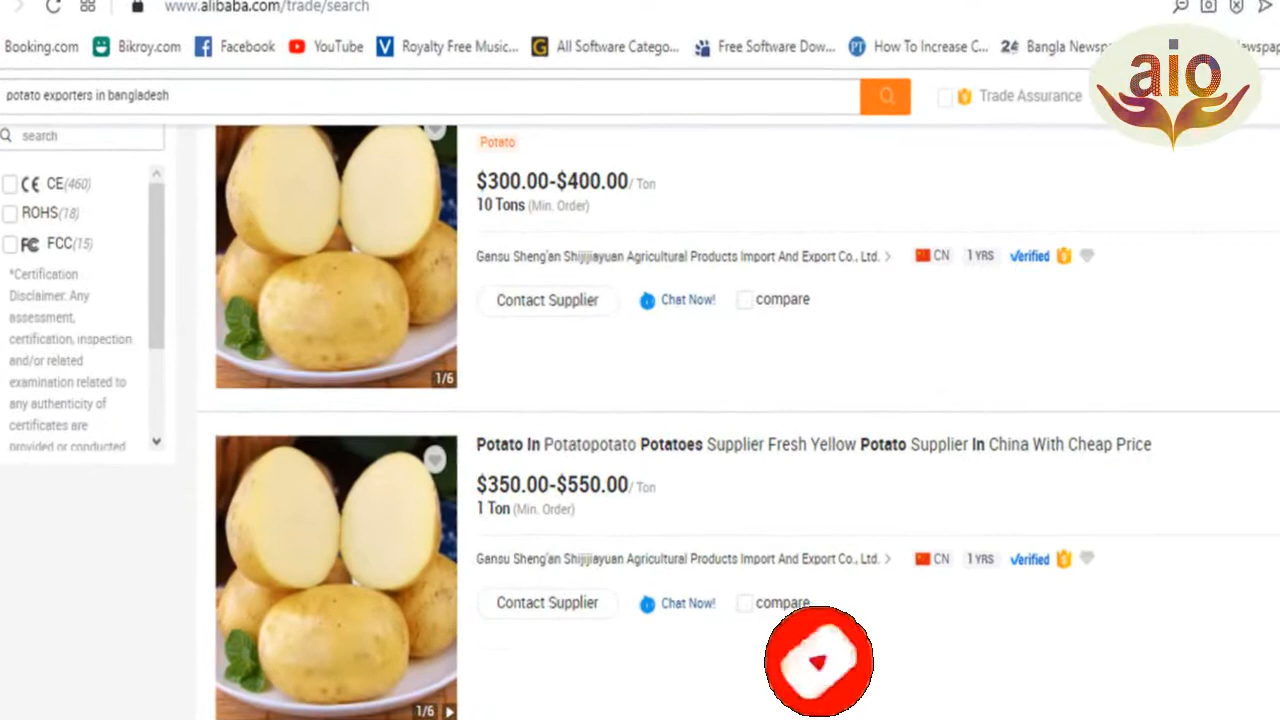 www.alibaba.com/trade/search
Booking.com
Bikroy.com
Facebook
YouTube
Royalty Free Music...
All Software Catego...
Free Software Dow...
How To Increase C...
Bangla Newsp
wspap
aio
potato exporters in bangladesh
Trade Assurance
search
CE(460)
ROHS(18)
FCC(15)
*Certification
Disclaimer: Any
assessment,
certification, inspection
and/or related
examination related to
any authenticity of
certificates are
provided or conducted
Potato
$300.00-$400.00/ Ton
10 Tons (Min. Order)
Gansu Sheng'an Shijijiayuan Agricultural Products Import And Export Co., Ltd. >
CN
1 YRS
Verified
Contact Supplier
Chat Now!
compare
1/6
Potato In Potatopotato Potatoes Supplier Fresh Yellow Potato Supplier In China With Cheap Price
$350.00-$550.00/ Ton
1 Ton (Min. Order)
Gansu Sheng'an Shijijiayuan Agricultural Products Import And Export Co., Ltd. >
CN
1 YRS
Verified
Contact Supplier
Chat Now!
compare
1/6